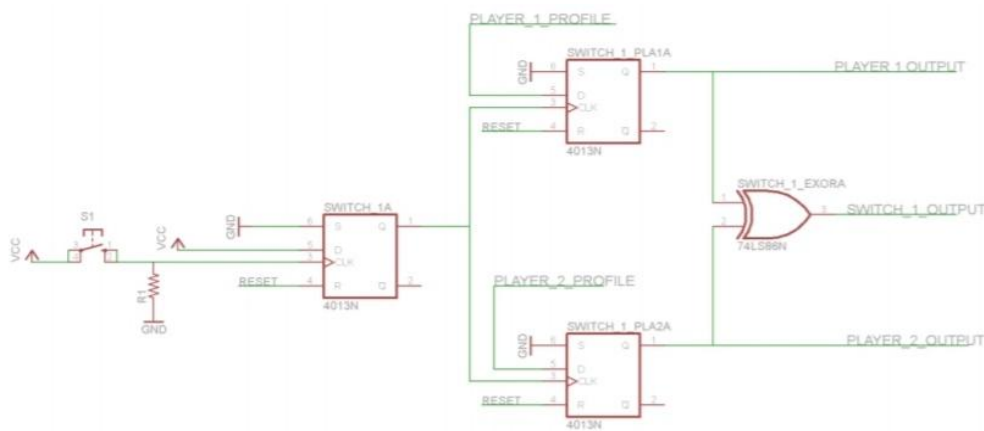 PLAYER_1_PROFILE
SWITCH_1_PLA1A
GND
6 S Q 1
5 D
3 CLK
RESET 4 R Q 2
4013N
PLAYER 1 OUTPUT
SWITCH_1_EXORA
1
2
3
74LS86N
SWITCH_1_OUTPUT
S1
VCC
3 1
4 2
R1
GND
SWITCH_1A
GND
6 S Q 1
VCC
5 D
3 CLK
RESET 4 R Q 2
4013N
PLAYER_2_PROFILE
SWITCH_1_PLA2A
GND
6 S Q 1
5 D
3 CLK
RESET 4 R Q 2
4013N
PLAYER_2_OUTPUT